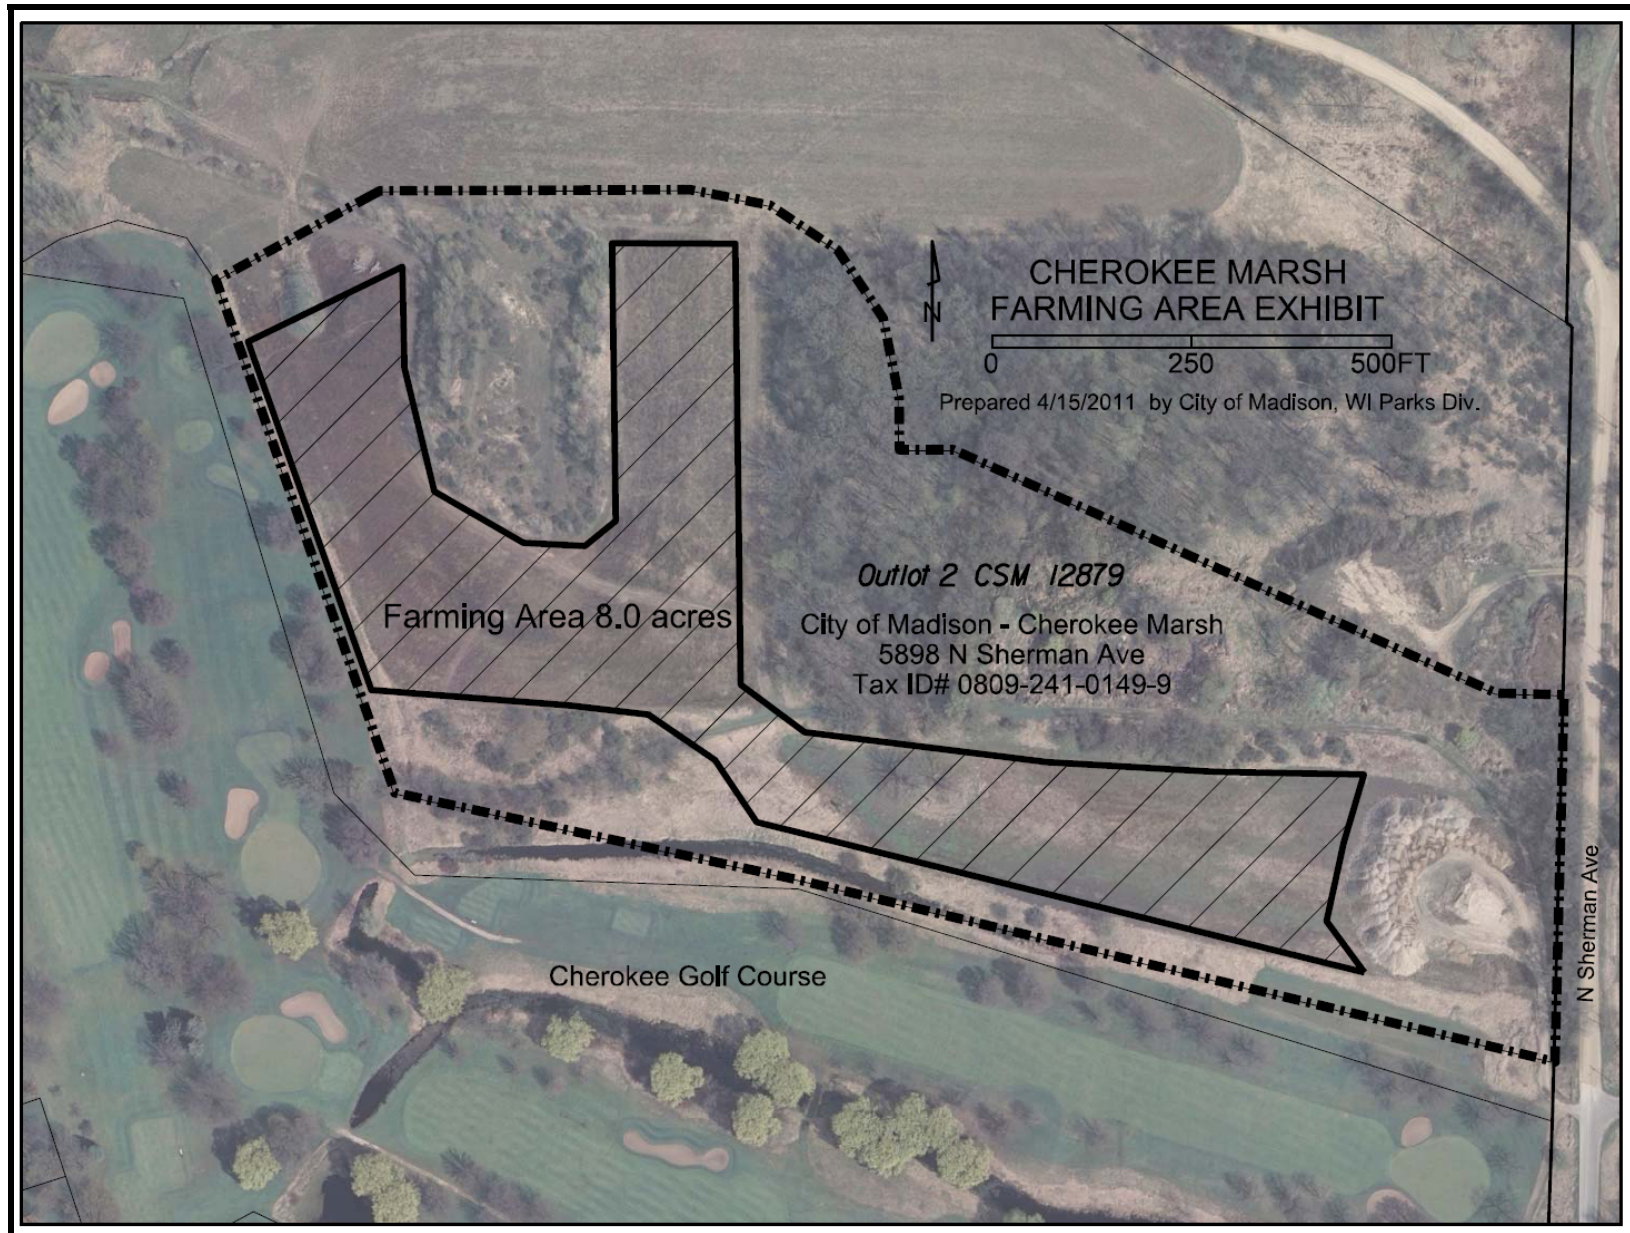 CHEROKEE MARSH
FARMING AREA EXHIBIT
N
0 250 500FT
Prepared 4/15/2011 by City of Madison, WI Parks Div.
Outlot 2 CSM 12879
City of Madison - Cherokee Marsh
5898 N Sherman Ave
Tax ID# 0809-241-0149-9
Farming Area 8.0 acres
Cherokee Golf Course
N Sherman Ave